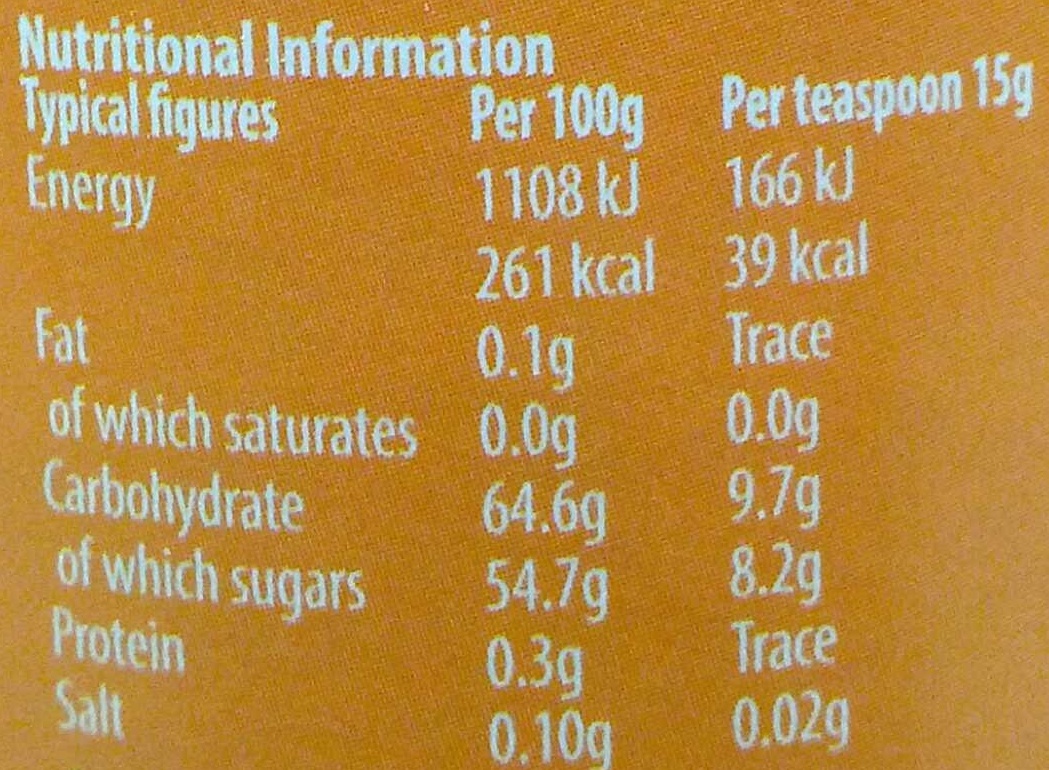 Nutritional Information
Typical figures Per 100g Per teaspoon 15g
Energy 1108 kJ 166 kJ
261 kcal 39 kcal
Fat 0.1g Trace
of which saturates 0.0g 0.0g
Carbohydrate 64.6g 9.7g
of which sugars 54.7g 8.2g
Protein 0.3g Trace
Salt 0.10g 0.02g